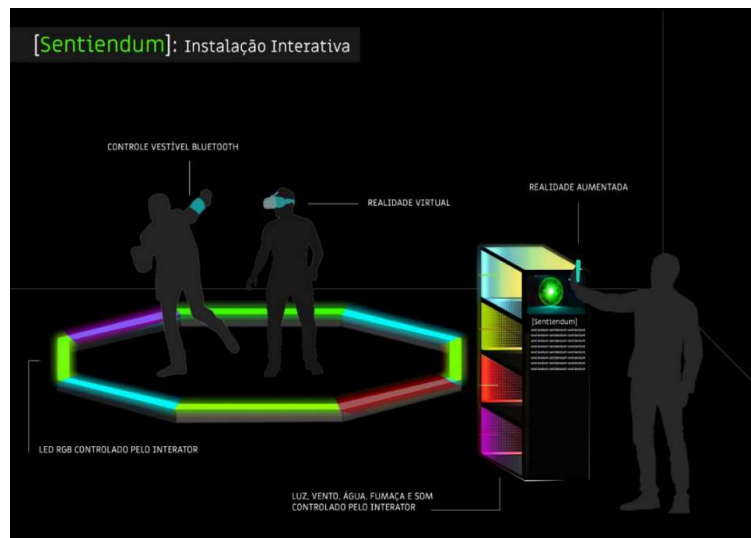 [Sentiendum]: Instalação Interativa
CONTROLE VESTÍVEL BLUETOOTH
REALIDADE VIRTUAL
REALIDADE AUMENTADA
[Sentiendum]
LED RGB CONTROLADO PELO INTERATOR
LUZ, VENTO, ÁGUA, FUMAÇA E SOM
CONTROLADO PELO INTERATOR